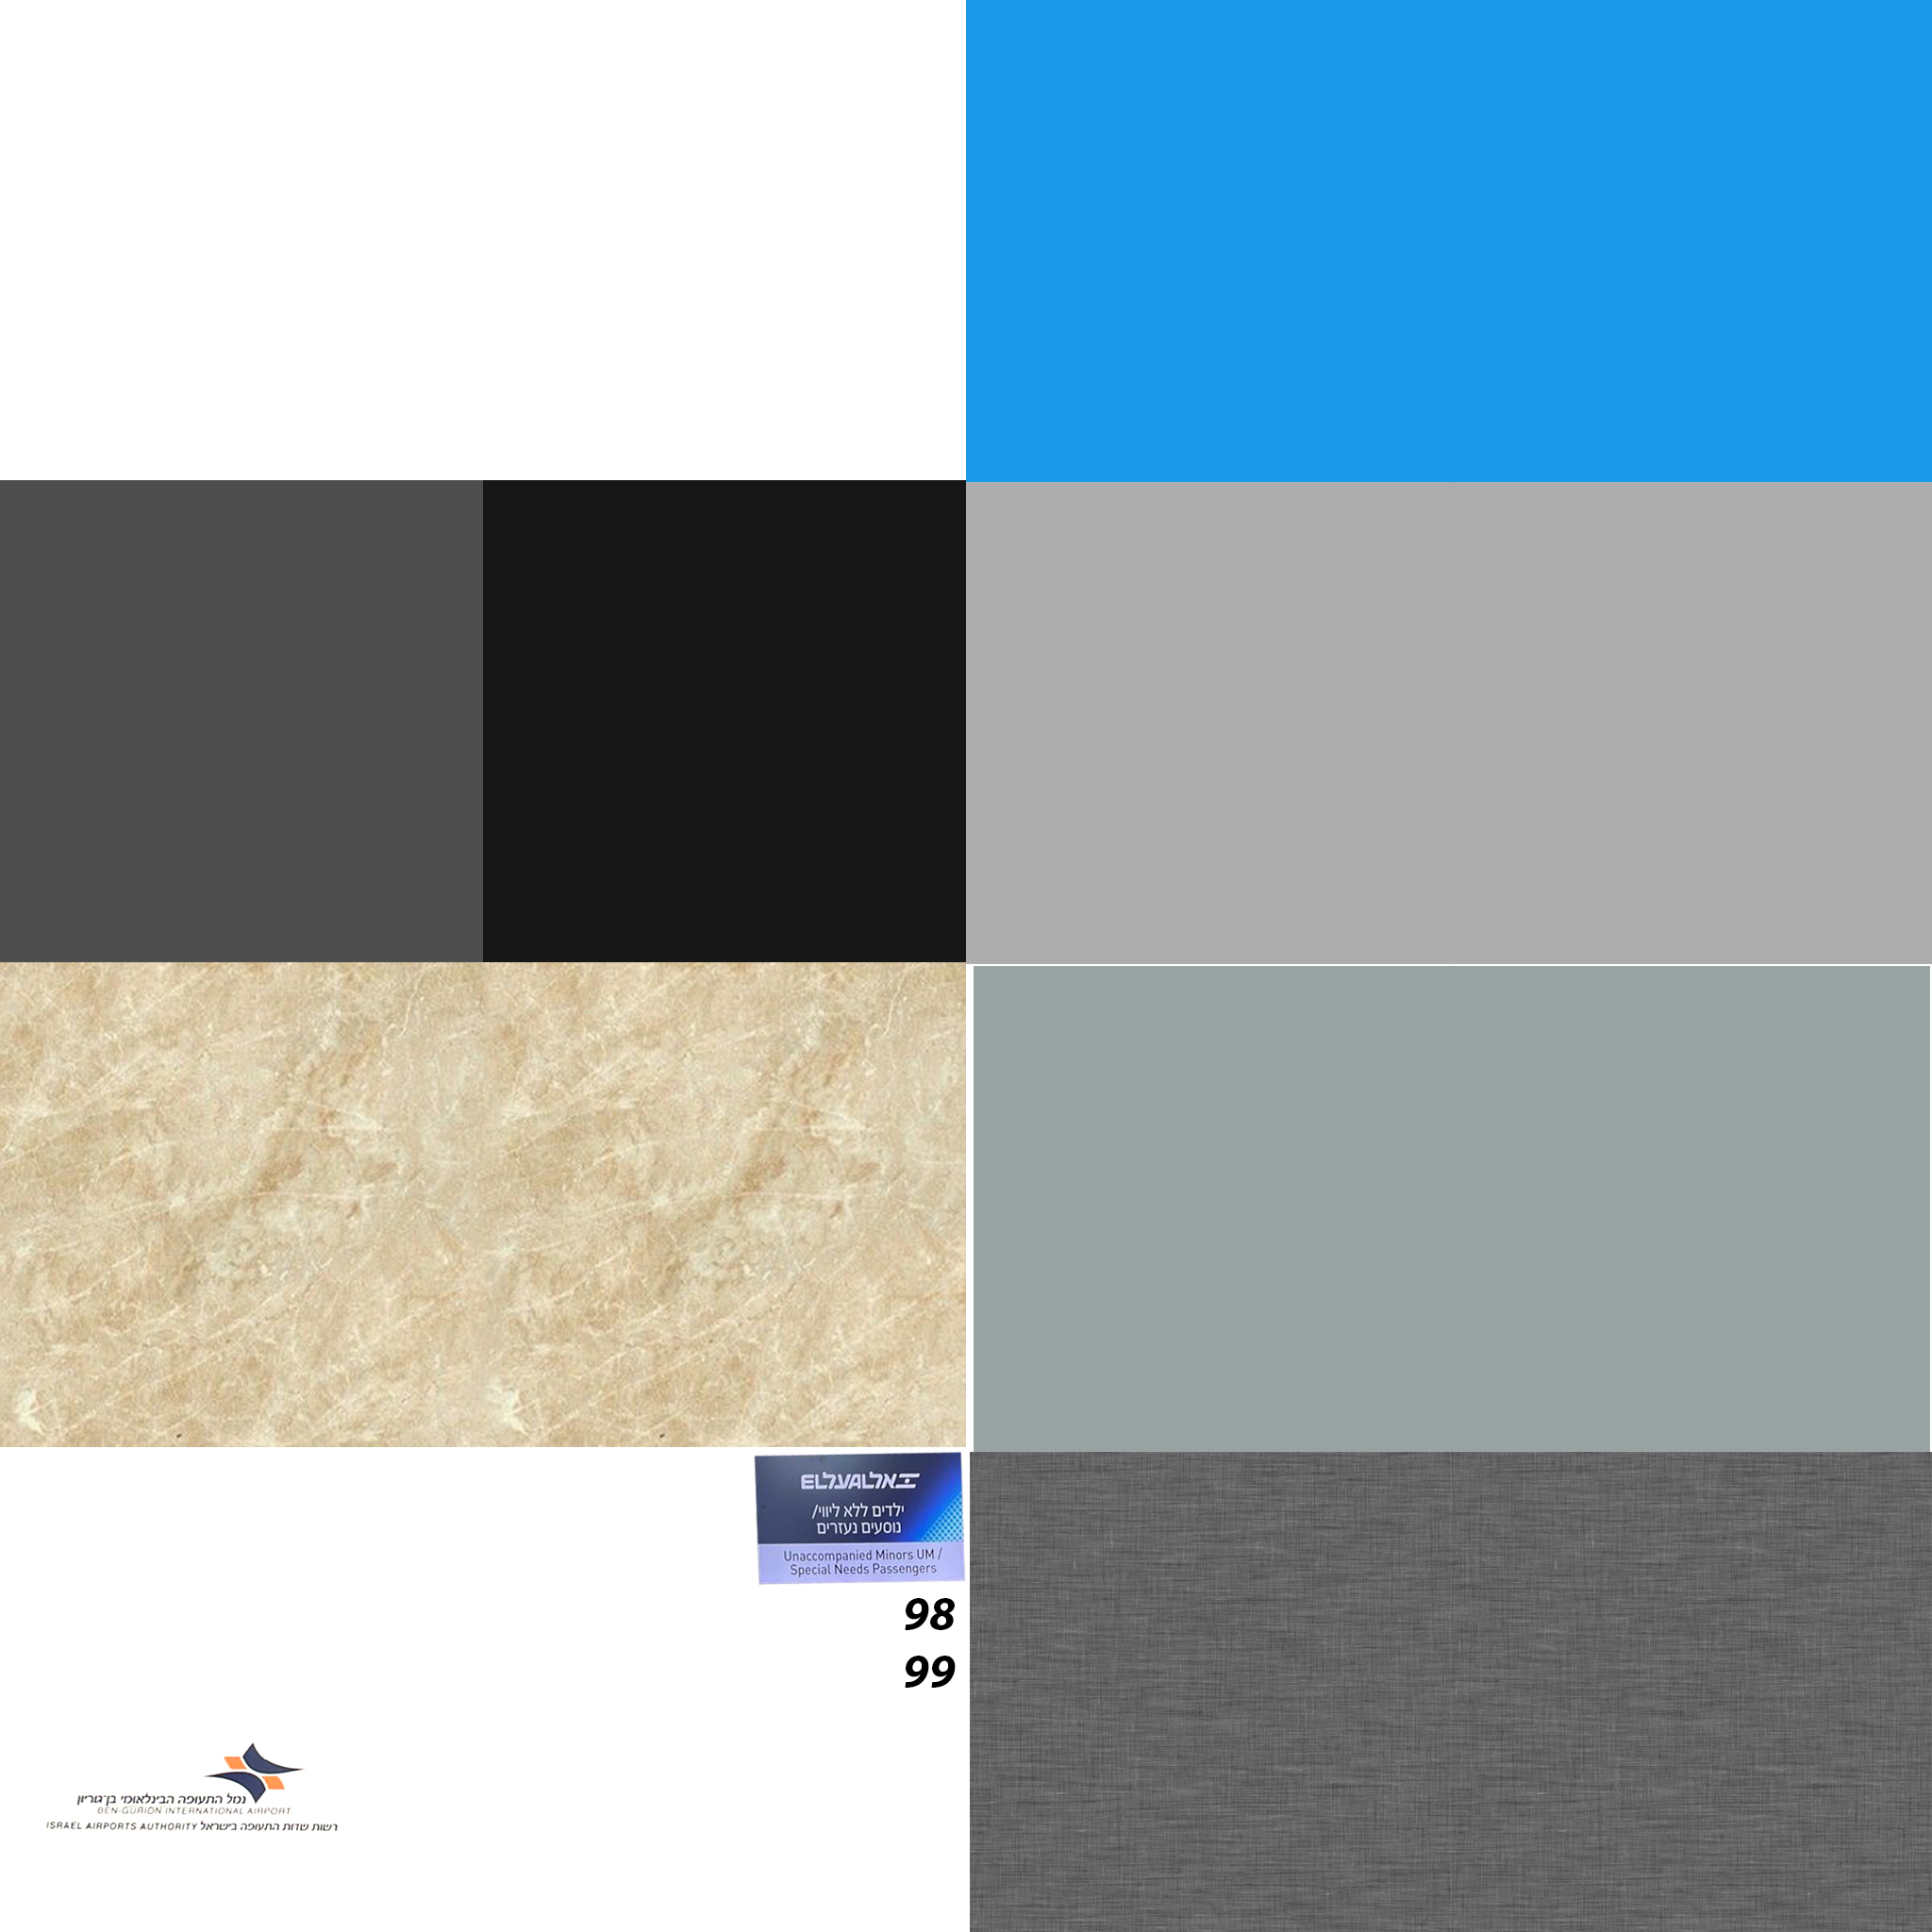 אל על EL AL
ילדים ללא ליווי/
נוסעים נעזרים
Unaccompanied Minors UM /
Special Needs Passengers
98
99
נמל התעופה הבינלאומי בן־גוריון
BEN-GURION INTERNATIONAL AIRPORT
רשות שדות התעופה בישראל ISRAEL AIRPORTS AUTHORITY